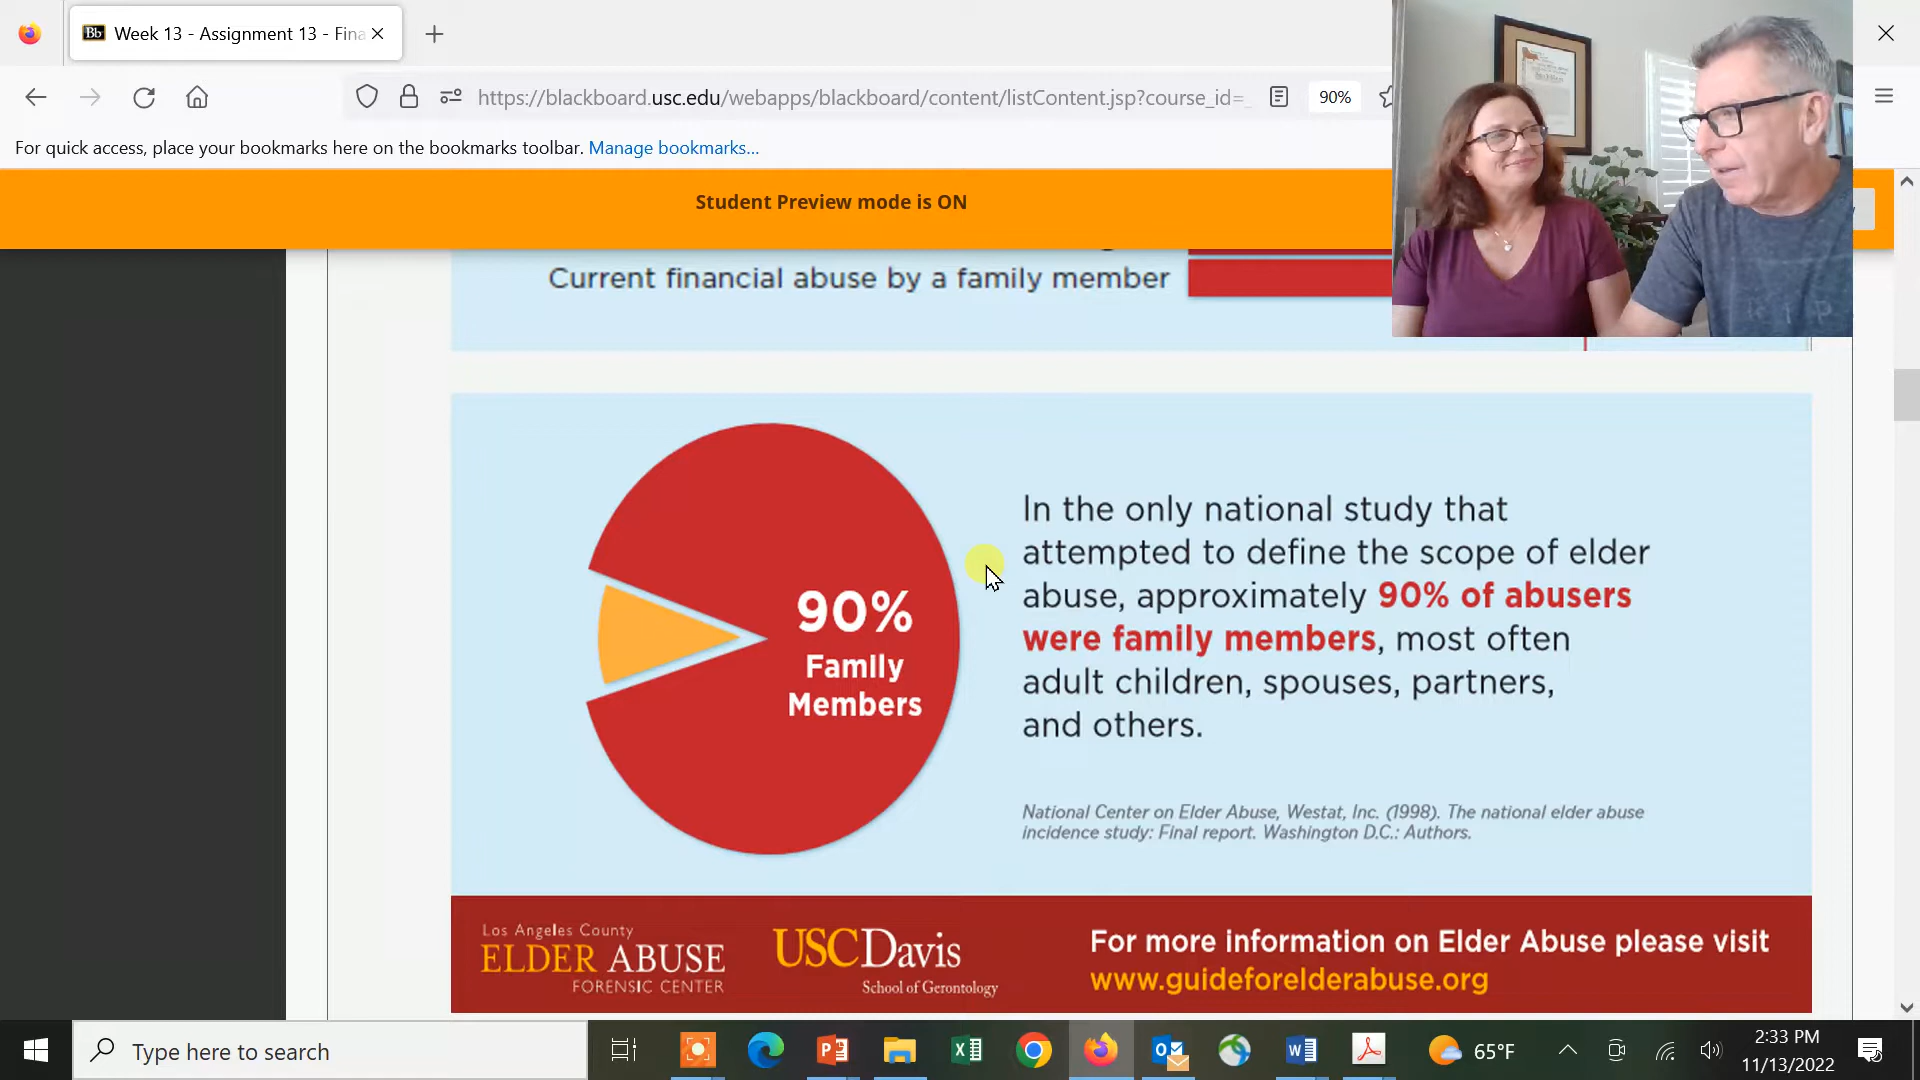 Week 13 - Assignment 13 - Fina
https://blackboard.usc.edu/webapps/blackboard/content/listContent.jsp?course_id=_
90%
For quick access, place your bookmarks here on the bookmarks toolbar. Manage bookmarks...
Student Preview mode is ON
Current financial abuse by a family member
90%
Family
Members
In the only national study that
attempted to define the scope of elder
abuse, approximately 90% of abusers
were family members, most often
adult children, spouses, partners,
and others.
National Center on Elder Abuse, Westat, Inc. (1998). The national elder abuse
incidence study: Final report. Washington D.C.: Authors.
Los Angeles County
ELDER ABUSE
FORENSIC CENTER
USC Davis
School of Gerontology
For more information on Elder Abuse please visit
www.guideforelderabuse.org
Type here to search
65°F
2:33 PM
11/13/2022